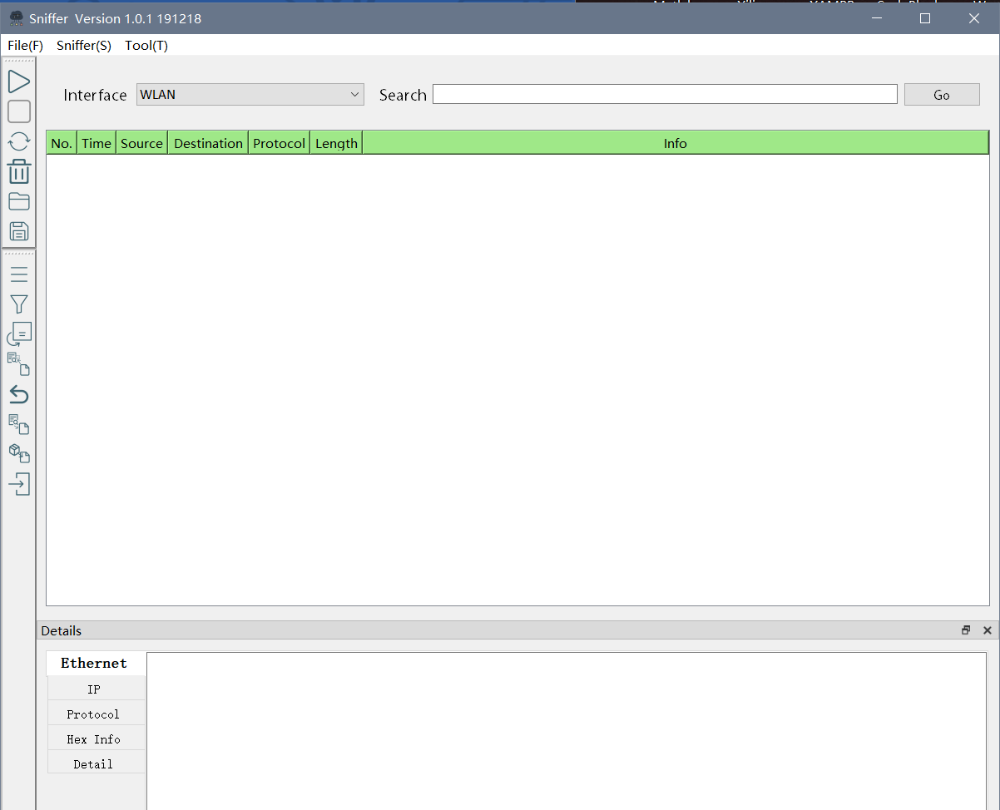 Sniffer Version 1.0.1 191218
File(F) Sniffer(S) Tool(T)
Interface WLAN Search Go
No. Time Source Destination Protocol Length Info
Details
Ethernet
IP
Protocol
Hex Info
Detail